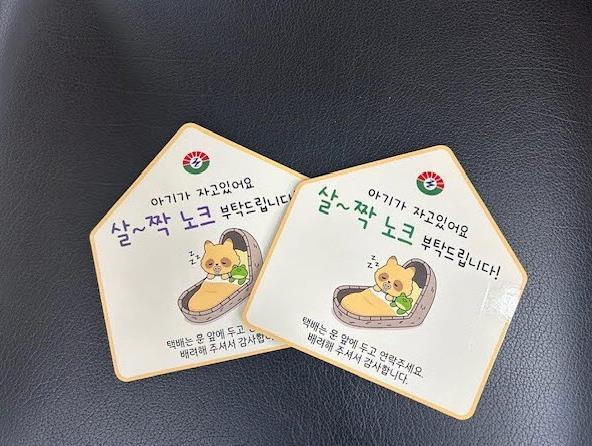 아기가 자고있어요
살~짝 노크 부탁드립니다
z z z
택배는 문 앞에 두고
배려해 주셔서 감사합니
아기가 자고있어요
살~짝 노크 부탁드립니다!
z z z
택배는 문 앞에 두고 연락주세요.
배려해 주셔서 감사합니다.